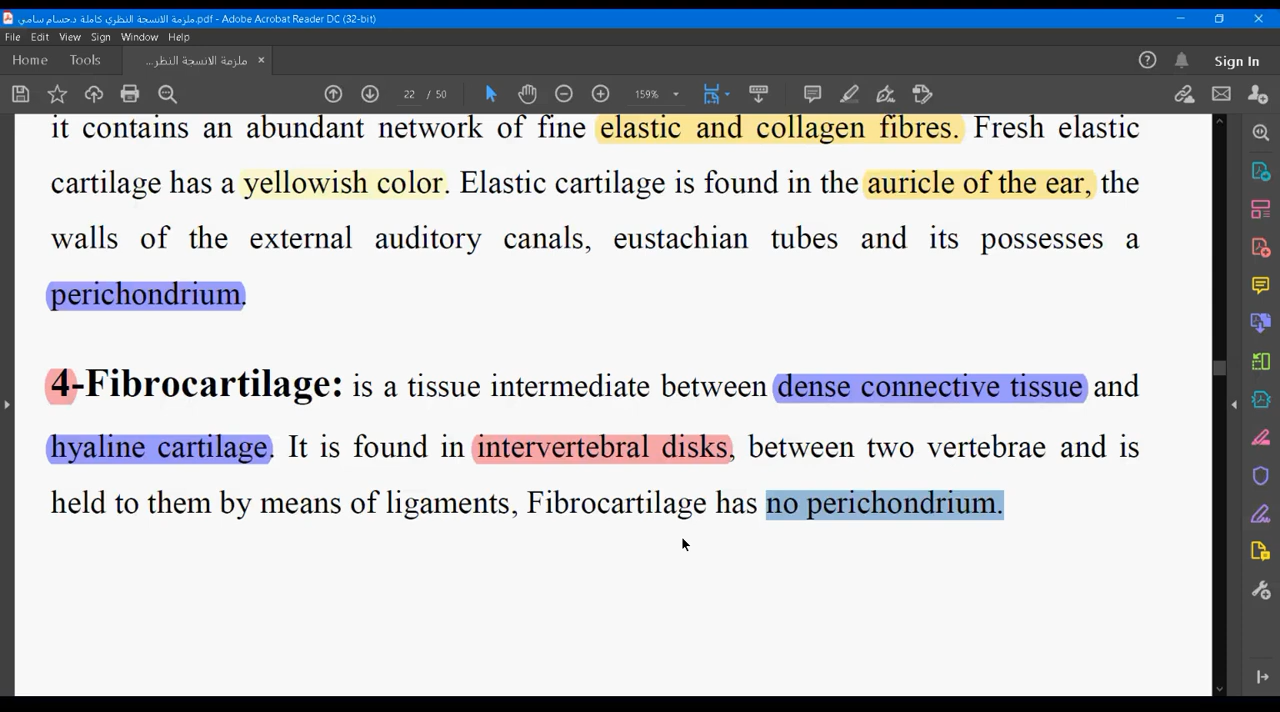 ملزمة الانسجة النظري كاملة د.حسام سامي.pdf - Adobe Acrobat Reader DC (32-bit)
File Edit View Sign Window Help
Home Tools ملزمة الانسجة النظر... × Sign In
22 / 50 159%
it contains an abundant network of fine elastic and collagen fibres. Fresh elastic
cartilage has a yellowish color. Elastic cartilage is found in the auricle of the ear, the
walls of the external auditory canals, eustachian tubes and its possesses a
perichondrium.
4-Fibrocartilage: is a tissue intermediate between dense connective tissue and
hyaline cartilage. It is found in intervertebral disks, between two vertebrae and is
held to them by means of ligaments, Fibrocartilage has no perichondrium.